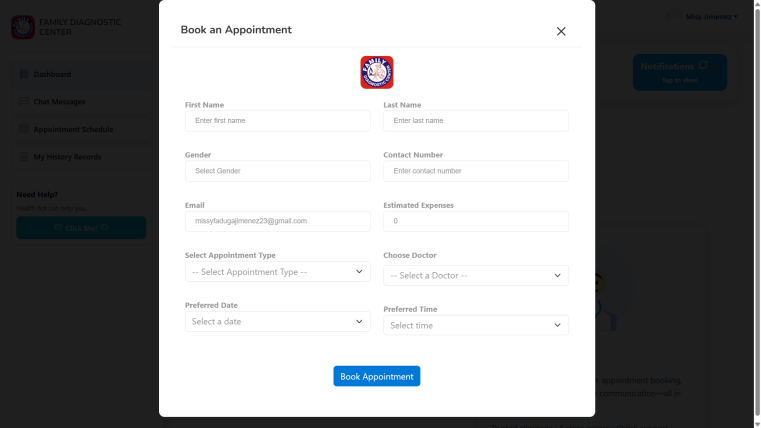 FAMILY DIAGNOSTIC
CENTER
Miss Jimenez
Dashboard
Chat Messages
Appointment Schedule
My History Records
Need Help?
Click Me!
Notifications
Tap to view
Book an Appointment
FAMILY
First Name
Last Name
Enter first name
Enter last name
Gender
Contact Number
Select Gender
Enter contact number
Email
Estimated Expenses
missyfadugajimenez23@gmail.com
0
Select Appointment Type
Choose Doctor
-- Select Appointment Type --
-- Select a Doctor --
Preferred Date
Preferred Time
Select a date
Select time
Book Appointment
appointment booking,
communication—all in